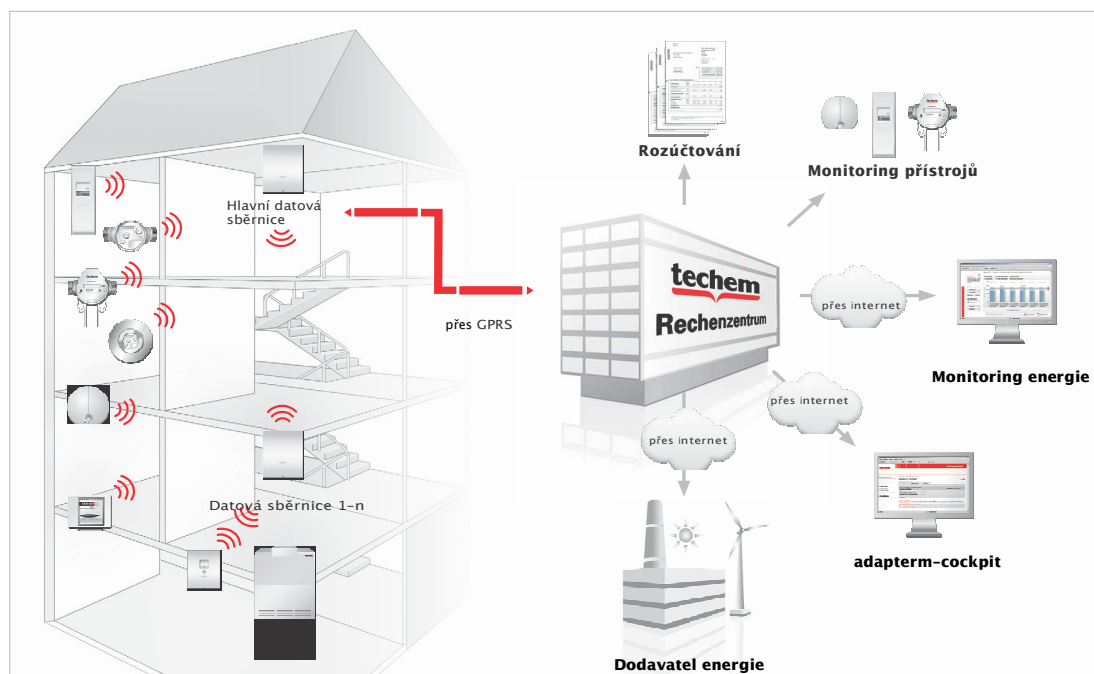 Rozúčtování
Monitoring přístrojů
Hlavní datová
sběrnice
techem
Rechenzentrum
přes internet
přes GPRS
Monitoring energie
přes internet
přes internet
Datová sběrnice 1-n
adapterm-cockpit
Dodavatel energie